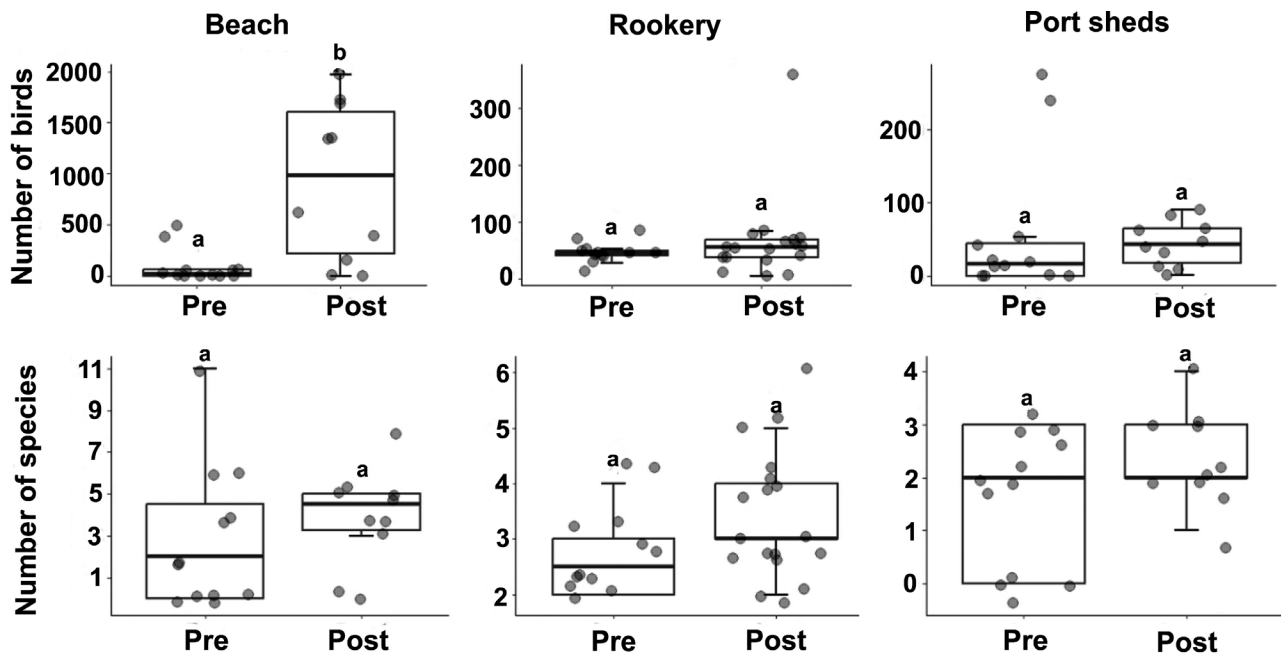 Beach
Rookery
Port sheds
Number of birds
2000
1500
1000
500
0
a
b
Pre
Post
300
200
100
0
a
a
Pre
Post
200
100
0
a
a
Pre
Post
Number of species
11
9
7
5
3
1
a
a
Pre
Post
6
5
4
3
2
a
a
Pre
Post
4
3
2
1
0
a
a
Pre
Post